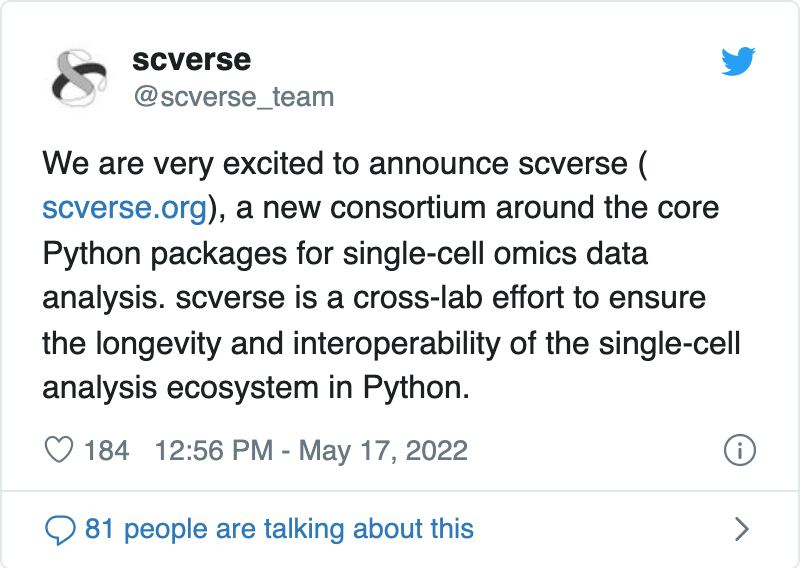 scverse
@scverse_team
We are very excited to announce scverse (
scverse.org), a new consortium around the core
Python packages for single-cell omics data
analysis. scverse is a cross-lab effort to ensure
the longevity and interoperability of the single-cell
analysis ecosystem in Python.
184 12:56 PM - May 17, 2022
81 people are talking about this